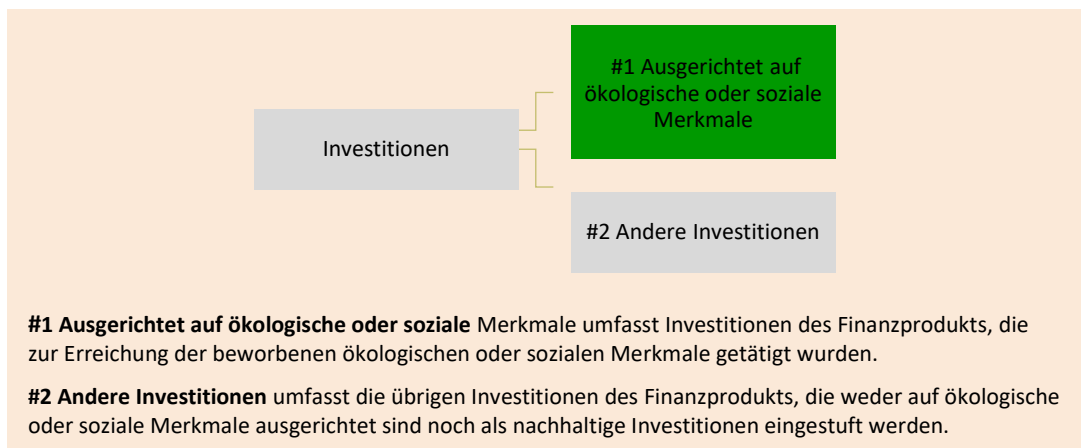 #1 Ausgerichtet auf
ökologische oder soziale
Merkmale
Investitionen
#2 Andere Investitionen
#1 Ausgerichtet auf ökologische oder soziale Merkmale umfasst Investitionen des Finanzprodukts, die
zur Erreichung der beworbenen ökologischen oder sozialen Merkmale getätigt wurden.
#2 Andere Investitionen umfasst die übrigen Investitionen des Finanzprodukts, die weder auf ökologische
oder soziale Merkmale ausgerichtet sind noch als nachhaltige Investitionen eingestuft werden.